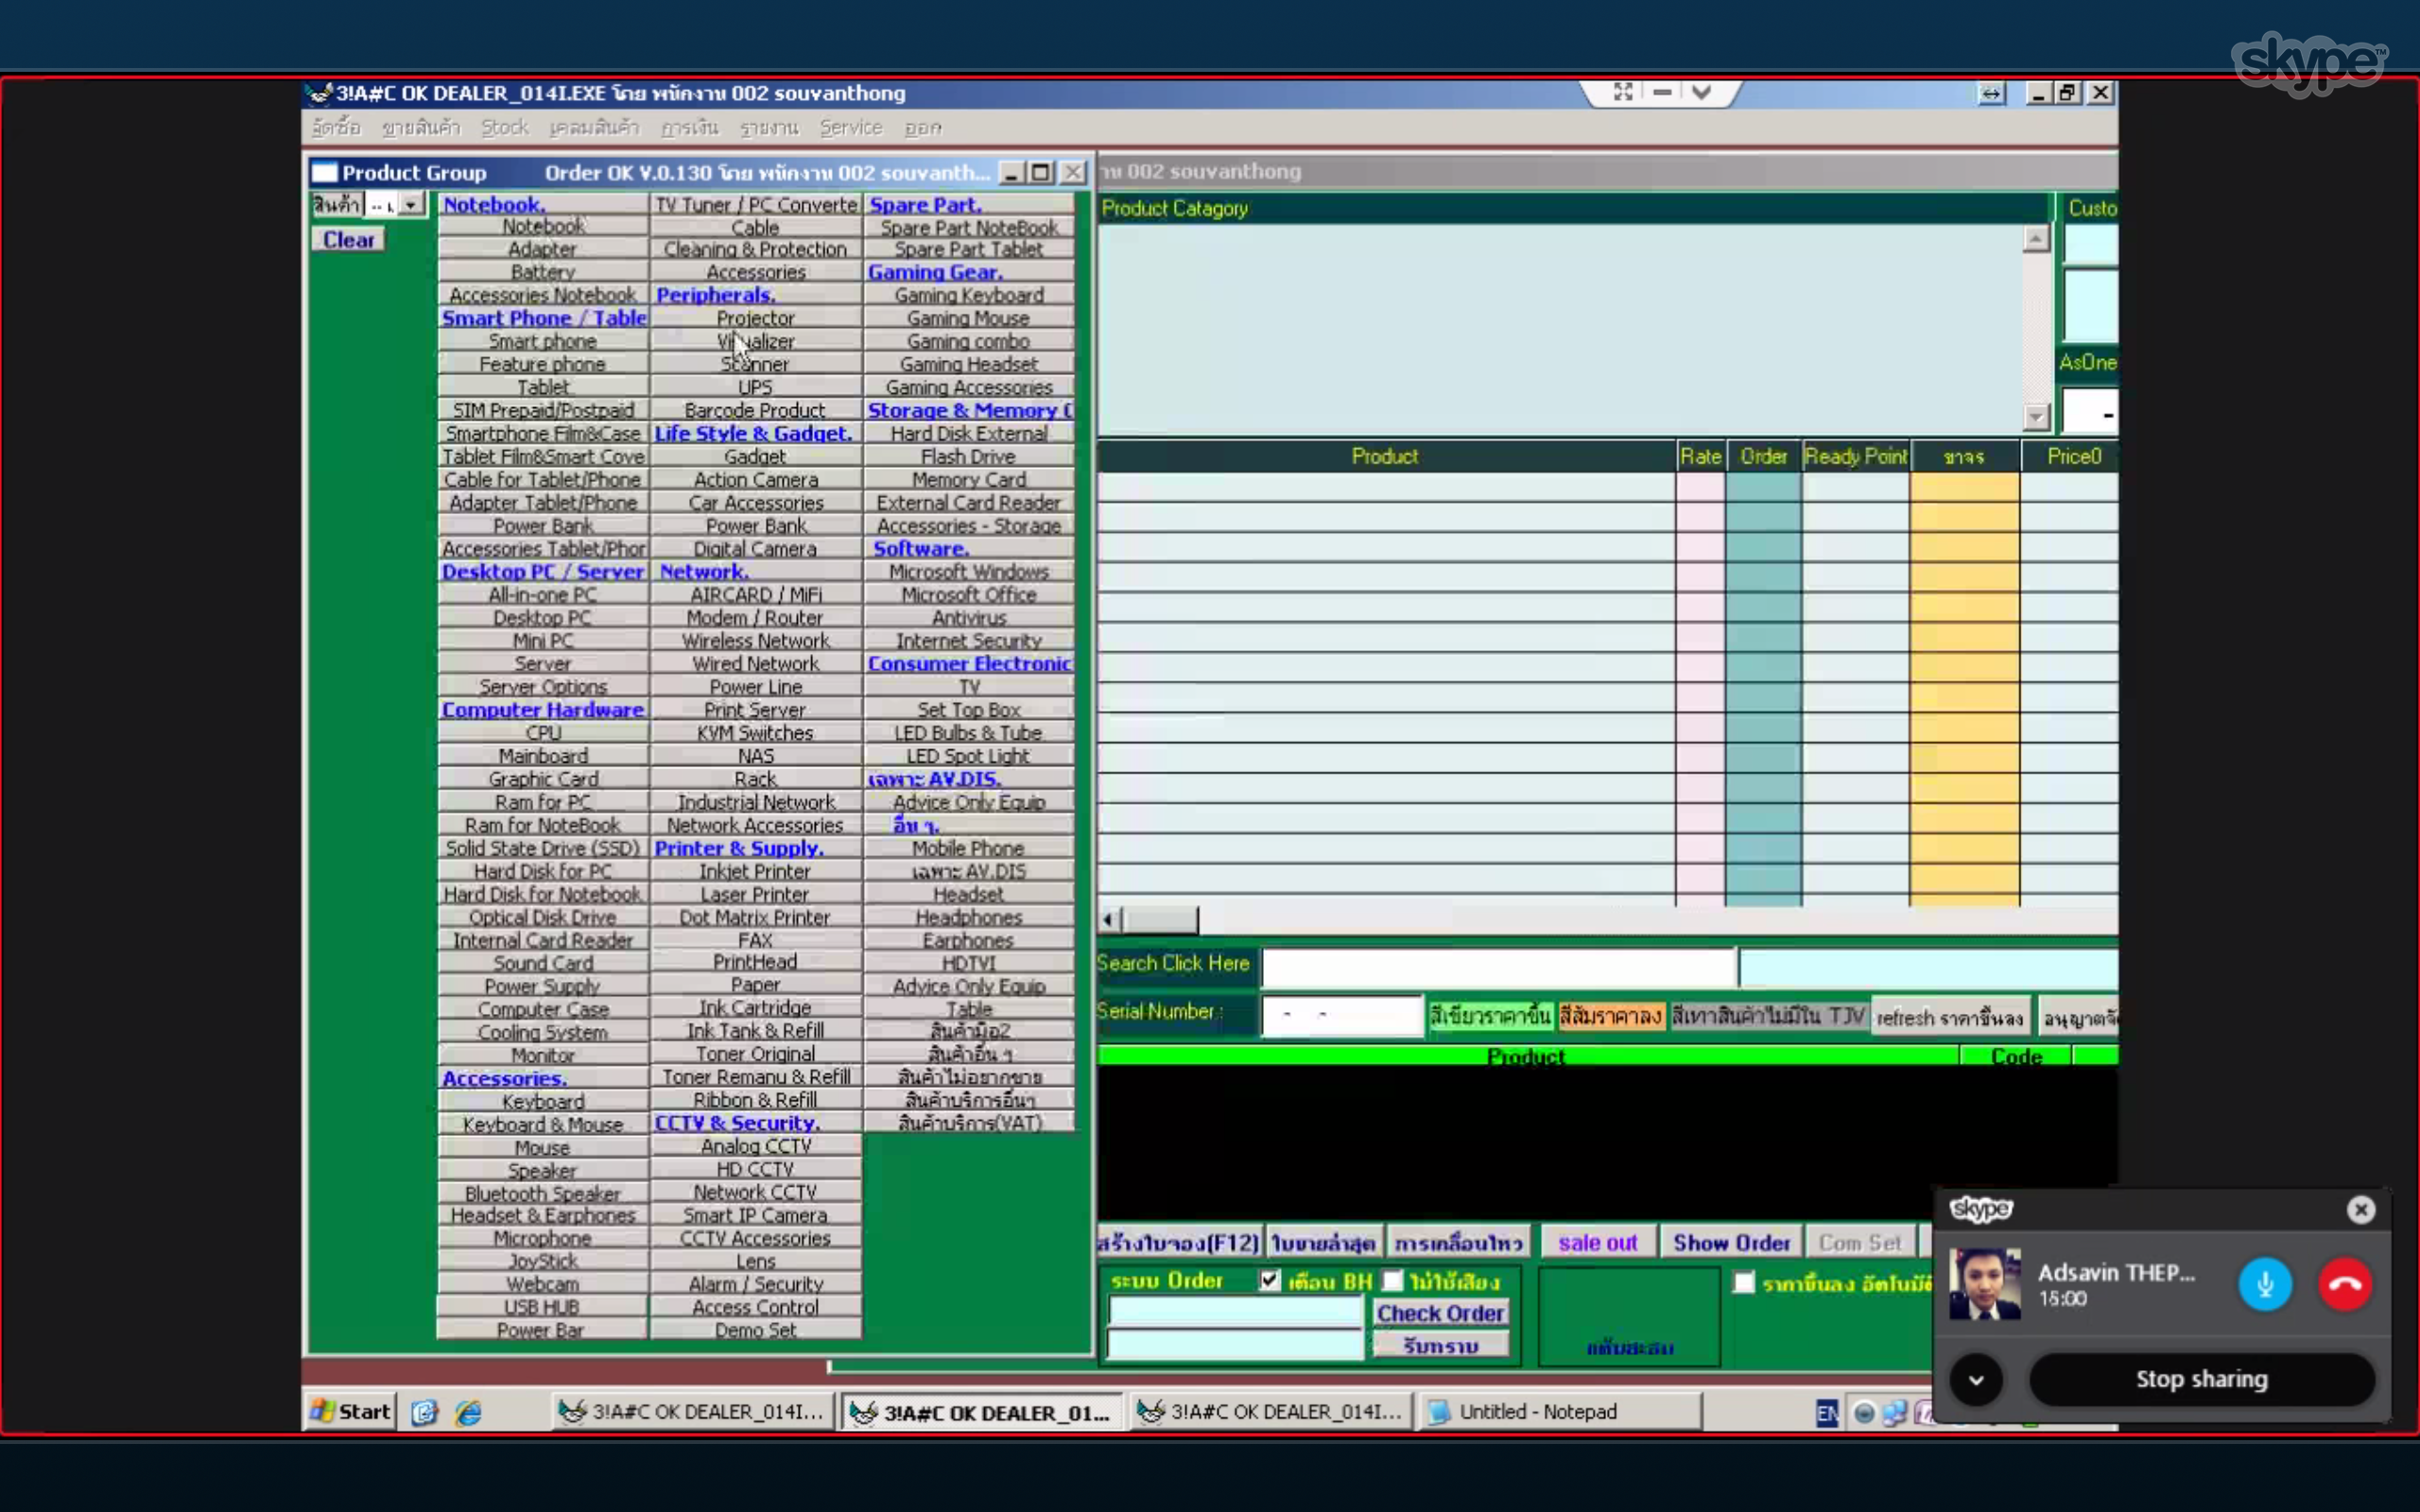 skype™
3!A#C OK DEALER_014I.EXE โดย พนักงาน 002 souvanthong
จัดซื้อ ขายสินค้า Stock เคลมสินค้า การเงิน รายงาน Service ออก
Product Group Order OK V.0.130 โดย พนักงาน 002 souvanth...
สินค้า
Clear
Notebook.
Notebook
Adapter
Battery
Accessories Notebook
Smart Phone / Table
Smart phone
Feature phone
Tablet
SIM Prepaid/Postpaid
Smartphone Film&Case
Tablet Film&Smart Cove
Cable for Tablet/Phone
Adapter Tablet/Phone
Power Bank
Accessories Tablet/Phor
Desktop PC / Server
All-in-one PC
Desktop PC
Mini PC
Server
Server Options
Computer Hardware
CPU
Mainboard
Graphic Card
Ram for PC
Ram for NoteBook
Solid State Drive (SSD)
Hard Disk for PC
Hard Disk for Notebook
Optical Disk Drive
Internal Card Reader
Sound Card
Power Supply
Computer Case
Cooling System
Monitor
Accessories.
Keyboard
Keyboard & Mouse
Mouse
Speaker
Bluetooth Speaker
Headset & Earphones
Microphone
JoyStick
Webcam
USB HUB
Power Bar
TV Tuner / PC Converte
Cable
Cleaning & Protection
Accessories
Peripherals.
Projector
Visualizer
Scanner
UPS
Barcode Product
Life Style & Gadget.
Gadget
Action Camera
Car Accessories
Power Bank
Digital Camera
Network.
AIRCARD / MiFi
Modem / Router
Wireless Network
Wired Network
Power Line
Print Server
KVM Switches
NAS
Rack
Industrial Network
Network Accessories
Printer & Supply.
Inkjet Printer
Laser Printer
Dot Matrix Printer
FAX
PrintHead
Paper
Ink Cartridge
Ink Tank & Refill
Toner Original
Toner Remanu & Refill
Ribbon & Refill
CCTV & Security.
Analog CCTV
HD CCTV
Network CCTV
Smart IP Camera
CCTV Accessories
Lens
Alarm / Security
Access Control
Demo Set
Spare Part.
Spare Part NoteBook
Spare Part Tablet
Gaming Gear.
Gaming Keyboard
Gaming Mouse
Gaming combo
Gaming Headset
Gaming Accessories
Storage & Memory (
Hard Disk External
Flash Drive
Memory Card
External Card Reader
Accessories - Storage
Software.
Microsoft Windows
Microsoft Office
Antivirus
Internet Security
Consumer Electronic
TV
Set Top Box
LED Bulbs & Tube
LED Spot Light
เฉพาะ AV.DIS.
Advice Only Equip
อื่น ๆ.
Mobile Phone
เฉพาะ AV.DIS
Headset
Headphones
Earphones
HDTVI
Advice Only Equip
Table
สินค้ามือ2
สินค้าอื่น ๆ
สินค้าไม่อยากขาย
สินค้าบริการอื่นๆ
สินค้าบริการ(VAT)
าน 002 souvanthong
Product Catagory Custo
AsOne
-
Product Rate Order Ready Point ขาจร Price0
Search Click Here
Serial Number : - - สีเขียวราคาขึ้น สีส้มราคาลง สีเทาสินค้าไม่มีใน TJV refresh ราคาขึ้นลง อนุญาตจั
Product Code
สร้างใบจอง(F12) ใบขายล่าสุด การเคลื่อนไหว sale out Show Order Com Set
ระบบ Order เตือน BH ไม่ใช้เสียง ราคาขึ้นลง อัตโนมัติ
Check Order
รับทราบ แต้มสะสม
skype
Adsavin THEP...
15:00
Stop sharing
Start 3!A#C OK DEALER_014I... 3!A#C OK DEALER_01... 3!A#C OK DEALER_014I... Untitled - Notepad EN